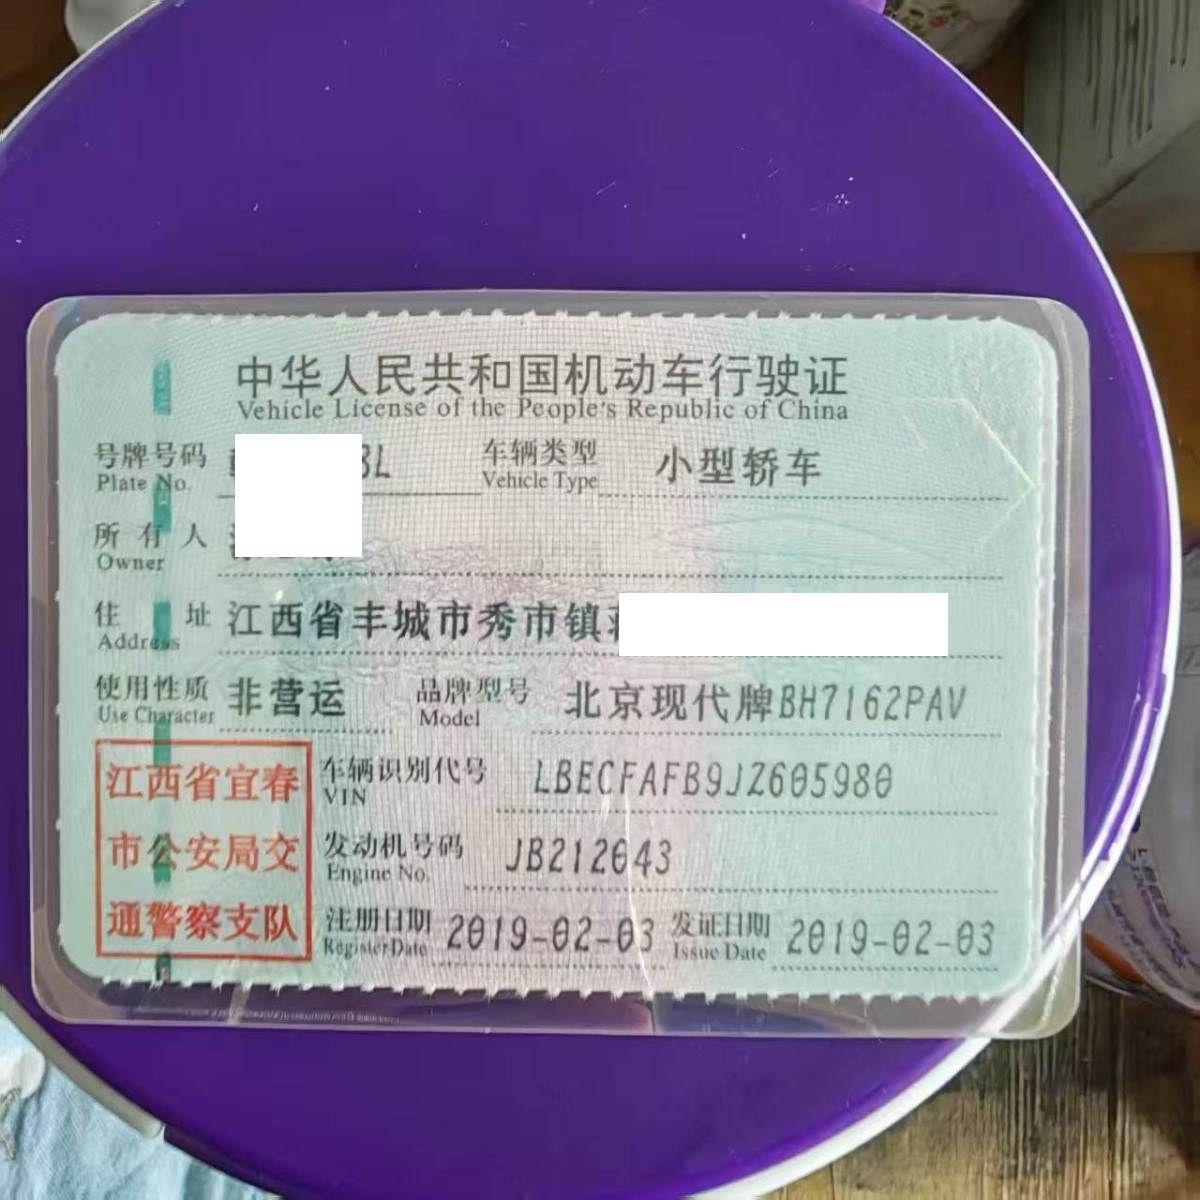 中华人民共和国机动车行驶证
Vehicle License of the People's Republic of China
号牌号码 BL 车辆类型 小型轿车
Plate No. Vehicle Type
所有人
Owner
住址 江西省丰城市秀市镇
Address
使用性质 非营运 品牌型号 北京现代牌BH7162PAV
Use Character Model
江西省宜春 车辆识别代号 LBECFAFB9JZ605980
VIN
市公安局交 发动机号码 JB212643
Engine No.
通警察支队 注册日期 2019-02-03 发证日期 2019-02-03
Register Date Issue Date